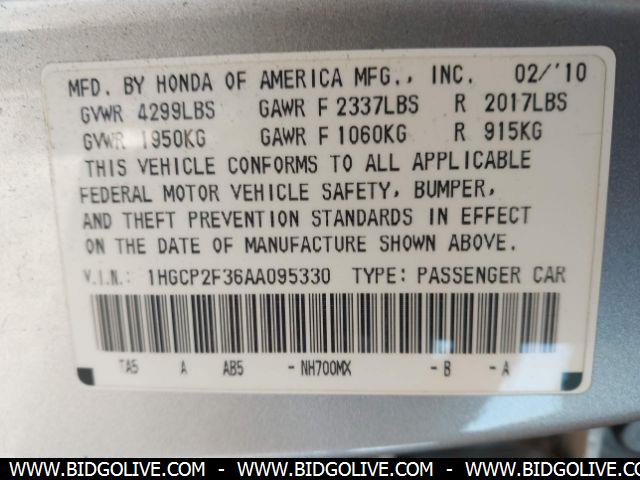 MFD. BY HONDA OF AMERICA MFG., INC. 02/'10
GVWR 4299LBS GAWR F 2337LBS R 2017LBS
GVWR 1950KG GAWR F 1060KG R 915KG
THIS VEHICLE CONFORMS TO ALL APPLICABLE
FEDERAL MOTOR VEHICLE SAFETY, BUMPER,
AND THEFT PREVENTION STANDARDS IN EFFECT
ON THE DATE OF MANUFACTURE SHOWN ABOVE.
V.I.N.: 1HGCP2F36AA095330 TYPE: PASSENGER CAR
TA5 A AB5 - NH700MX - B - A
WWW.BIDGOLIVE.COM - WWW.BIDGOLIVE.COM - WWW.BIDGOLIVE.COM